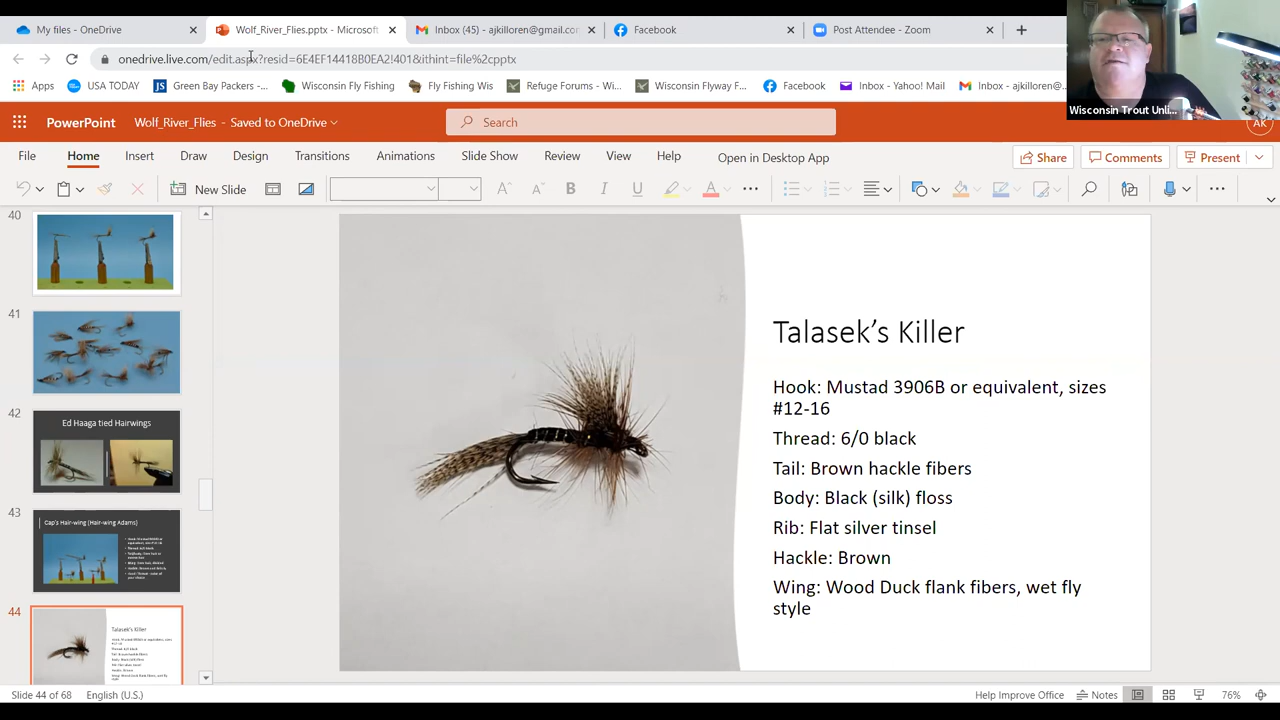 My files - OneDrive
Wolf_River_Flies.pptx - Microsoft
Inbox (45) - ajkilloren@gmail.con
Facebook
Post Attendee - Zoom
onedrive.live.com/edit.aspx?resid=6E4EF14418B0EA2!401&ithint=file%2cpptx
Apps
USA TODAY
Green Bay Packers -...
Wisconsin Fly Fishing
Fly Fishing Wis
Refuge Forums - Wi...
Wisconsin Flyway F...
Facebook
Inbox - Yahoo! Mail
Inbox - ajkilloren@...
Wisconsin Trout Unli...
PowerPoint
Wolf_River_Flies - Saved to OneDrive
Search
AK
File
Home
Insert
Draw
Design
Transitions
Animations
Slide Show
Review
View
Help
Open in Desktop App
Share
Comments
Present
New Slide
40
41
42
Ed Haaga tied Hairwings
43
Cap's Hair-wing (Hair-wing Adams)
44
Talasek's Killer
Talasek's Killer
Hook: Mustad 3906B or equivalent, sizes
#12-16
Thread: 6/0 black
Tail: Brown hackle fibers
Body: Black (silk) floss
Rib: Flat silver tinsel
Hackle: Brown
Wing: Wood Duck flank fibers, wet fly
style
Slide 44 of 68
English (U.S.)
Help Improve Office
Notes
76%